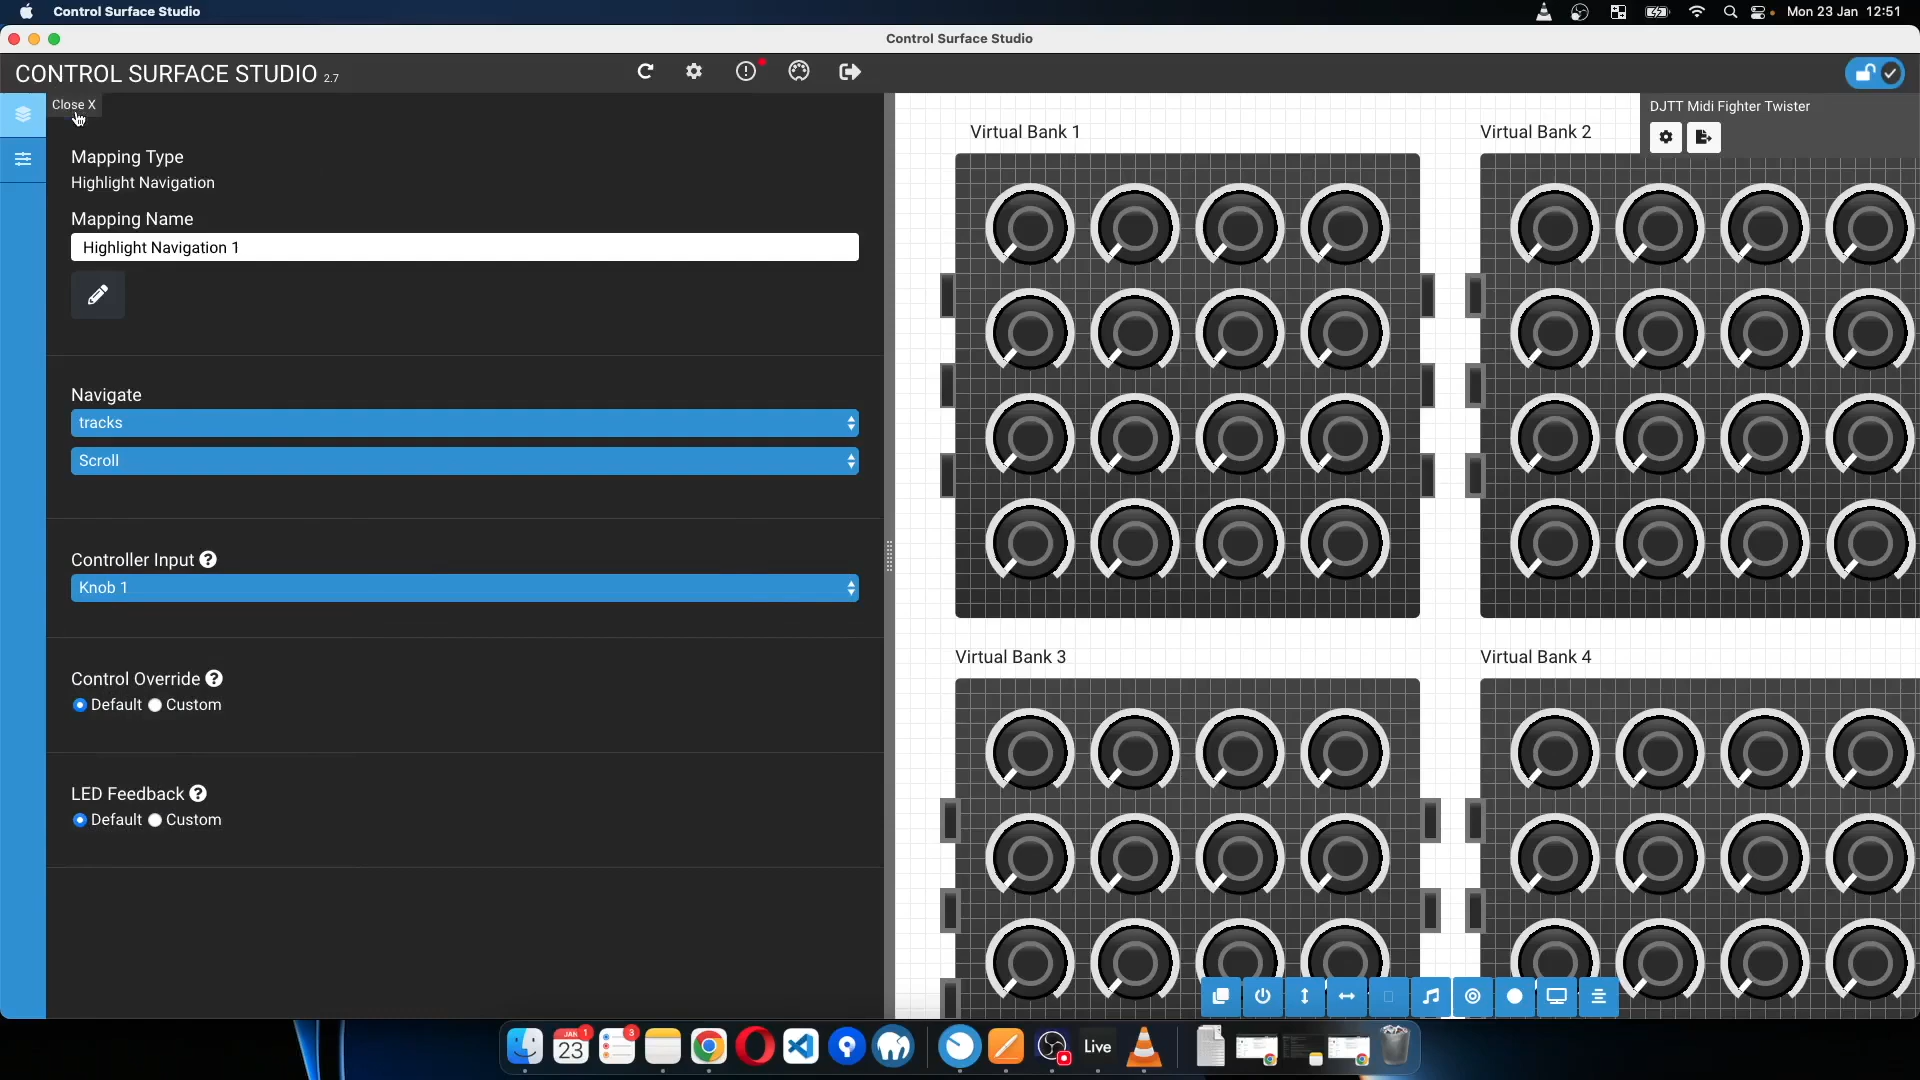 Control Surface Studio
Mon 23 Jan 12:51
Control Surface Studio
CONTROL SURFACE STUDIO 2.7
Close X
DJTT Midi Fighter Twister
Virtual Bank 1
Virtual Bank 2
Mapping Type
Highlight Navigation
Mapping Name
Highlight Navigation 1
Navigate
tracks
Scroll
Controller Input
Knob 1
Virtual Bank 3
Virtual Bank 4
Control Override
Default
Custom
LED Feedback
Default
Custom
JAN 1
23
3
Live